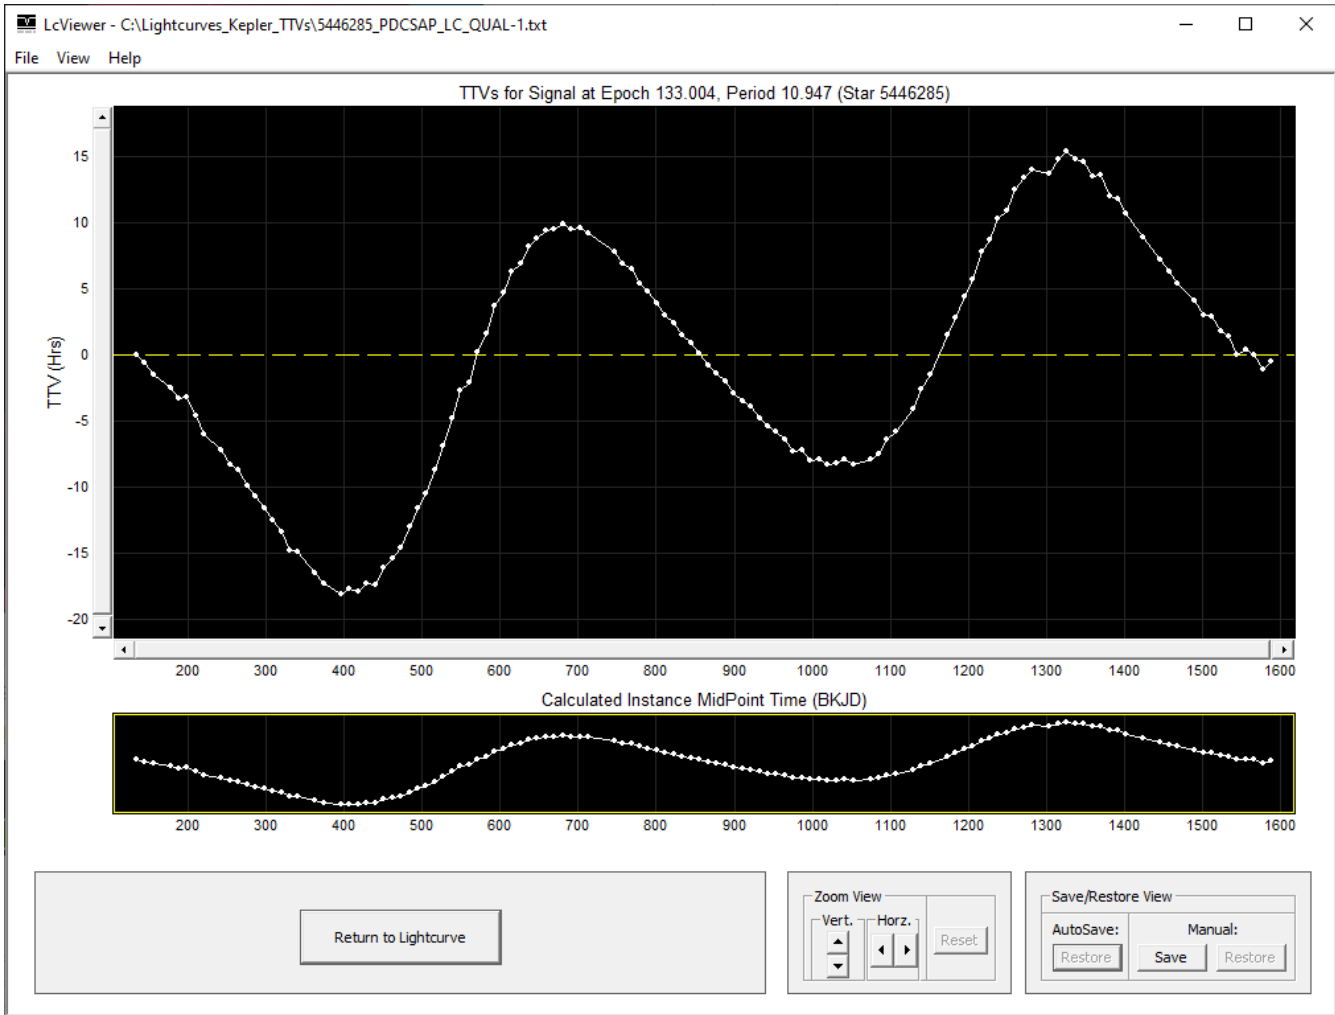 LcViewer - C:\Lightcurves_Kepler_TTVs\5446285_PDCSAP_LC_QUAL-1.txt
File View Help
TTVs for Signal at Epoch 133.004, Period 10.947 (Star 5446285)
15
10
5
0
-5
-10
-15
-20
TTV (Hrs)
200 300 400 500 600 700 800 900 1000 1100 1200 1300 1400 1500 1600
Calculated Instance MidPoint Time (BKJD)
200 300 400 500 600 700 800 900 1000 1100 1200 1300 1400 1500 1600
Return to Lightcurve
Zoom View
Vert. Horz.
Reset
Save/Restore View
AutoSave: Manual:
Restore Save Restore